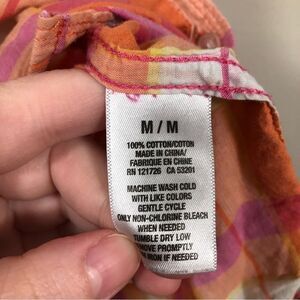 M / M
100% COTTON/COTON
MADE IN CHINA/
FABRIQUE EN CHINE
RN 121726 CA 53201
MACHINE WASH COLD
WITH LIKE COLORS
GENTLE CYCLE
ONLY NON-CHLORINE BLEACH
WHEN NEEDED
TUMBLE DRY LOW
REMOVE PROMPTLY
IRON IF NEEDED